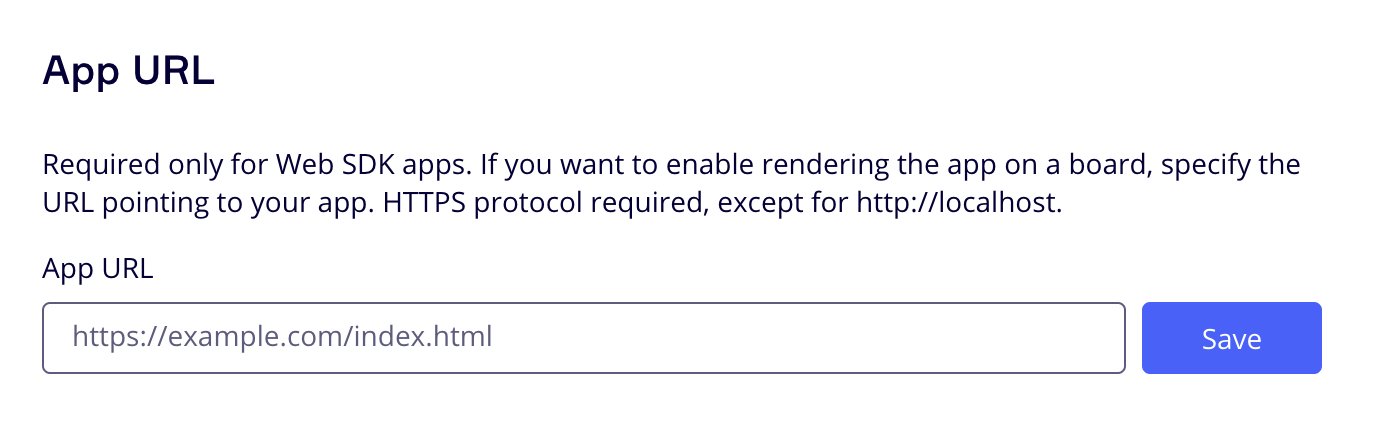 App URL
Required only for Web SDK apps. If you want to enable rendering the app on a board, specify the
URL pointing to your app. HTTPS protocol required, except for http://localhost.
App URL
https://example.com/index.html
Save